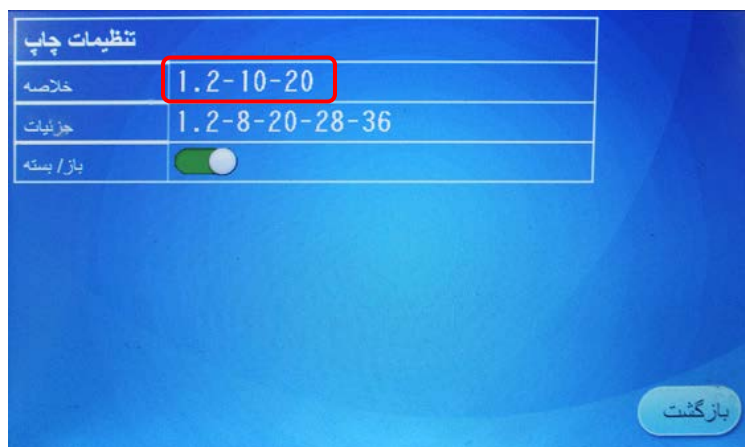 تنظیمات چاپ
خلاصه 1.2-10-20
جزئیات 1.2-8-20-28-36
باز/ بسته
بازگشت